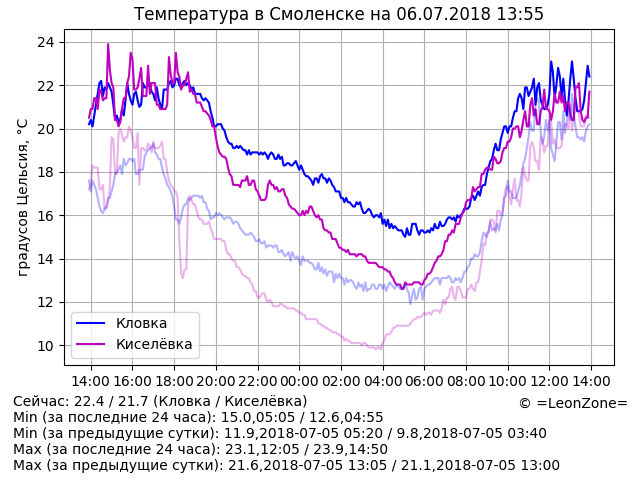 Температура в Смоленске на 06.07.2018 13:55
градусов Цельсия, °C
24
22
20
18
16
14
12
10
Кловка
Киселёвка
14:00 16:00 18:00 20:00 22:00 00:00 02:00 04:00 06:00 08:00 10:00 12:00 14:00
Сейчас: 22.4 / 21.7 (Кловка / Киселёвка)
© =LeonZone=
Min (за последние 24 часа): 15.0,05:05 / 12.6,04:55
Min (за предыдущие сутки): 11.9,2018-07-05 05:20 / 9.8,2018-07-05 03:40
Max (за последние 24 часа): 23.1,12:05 / 23.9,14:50
Max (за предыдущие сутки): 21.6,2018-07-05 13:05 / 21.1,2018-07-05 13:00